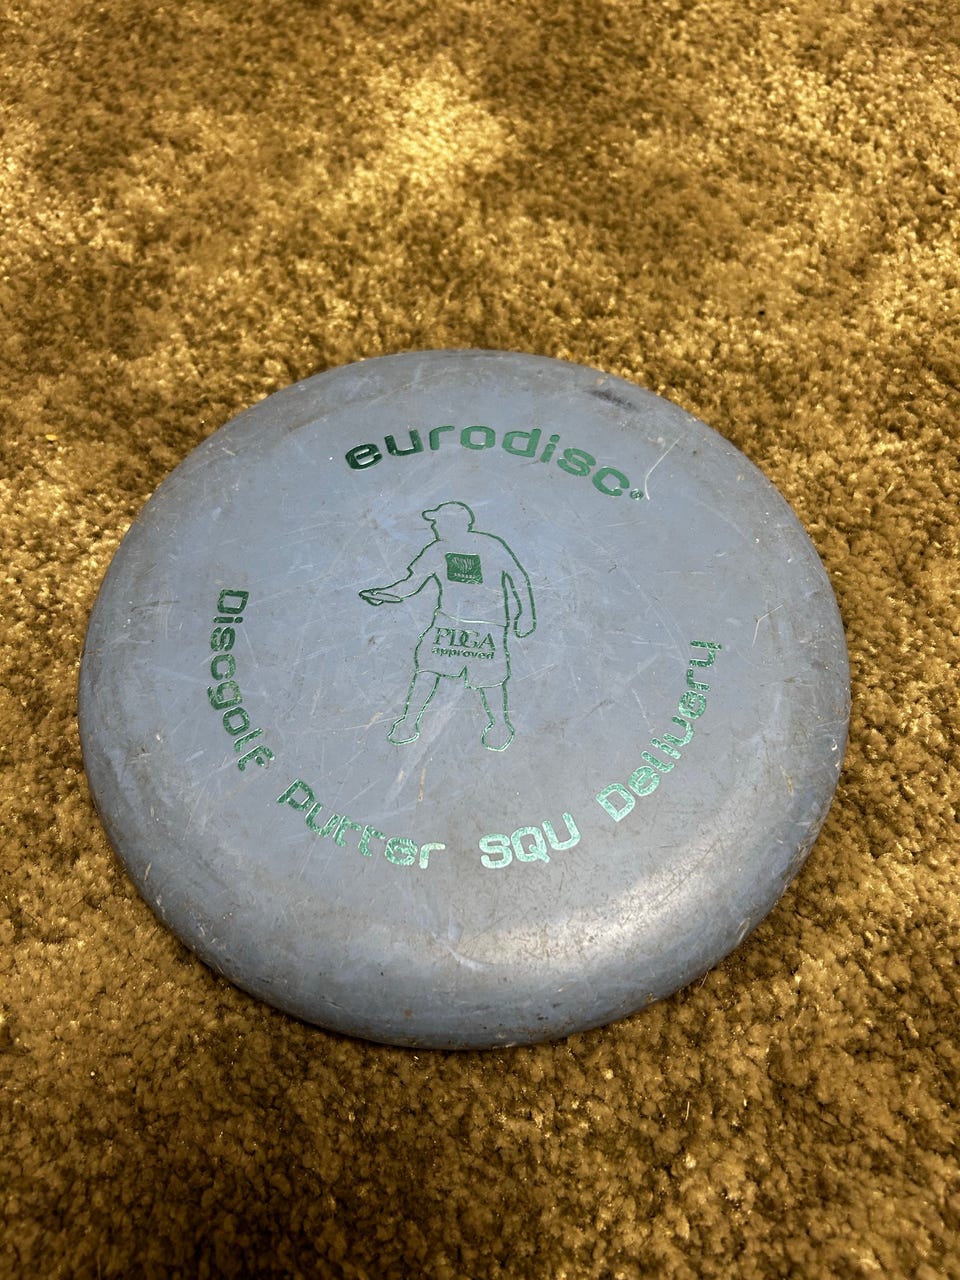 eurodisc®
PDGA
approved
Discgolf Putter SQU Delivery